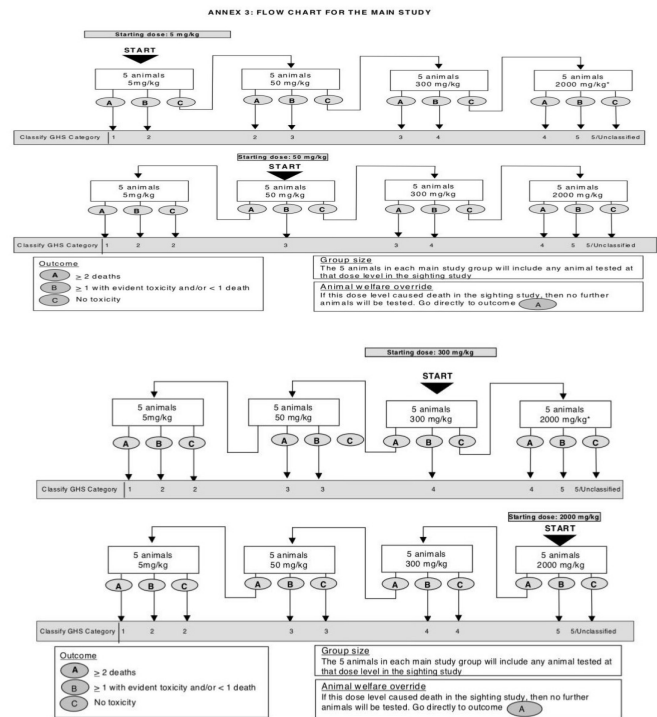 ANNEX 3: FLOW CHART FOR THE MAIN STUDY
Starting dose: 5 mg/kg
START
5 animals 5 animals 5 animals 5 animals
5mg/kg 50 mg/kg 300 mg/kg 2000 mg/kg*
A B C A B C A B C A B C
Classify GHS Category 1 2 2 3 3 4 4 5 5/Unclassified
Starting dose: 50 mg/kg
START
5 animals 5 animals 5 animals 5 animals
5mg/kg 50 mg/kg 300 mg/kg 2000 mg/kg
A B C A B C A B C A B C
Classify GHS Category 1 2 2 3 3 4 4 5 5/Unclassified
Outcome
A ≥ 2 deaths
B ≥ 1 with evident toxicity and/or < 1 death
C No toxicity
Group size
The 5 animals in each main study group will include any animal tested at
that dose level in the sighting study
Animal welfare override
If this dose level caused death in the sighting study, then no further
animals will be tested. Go directly to outcome A
Starting dose: 300 mg/kg
START
5 animals 5 animals 5 animals 5 animals
5mg/kg 50 mg/kg 300 mg/kg 2000 mg/kg*
A B C A B C A B C A B C
Classify GHS Category 1 2 2 3 3 4 4 5 5/Unclassified
Starting dose: 2000 mg/kg
START
5 animals 5 animals 5 animals 5 animals
5mg/kg 50 mg/kg 300 mg/kg 2000 mg/kg
A B C A B C A B C A B C
Classify GHS Category 1 2 2 3 3 4 4 5 5/Unclassified
Outcome
A ≥ 2 deaths
B ≥ 1 with evident toxicity and/or < 1 death
C No toxicity
Group size
The 5 animals in each main study group will include any animal tested at
that dose level in the sighting study
Animal welfare override
If this dose level caused death in the sighting study, then no further
animals will be tested. Go directly to outcome A